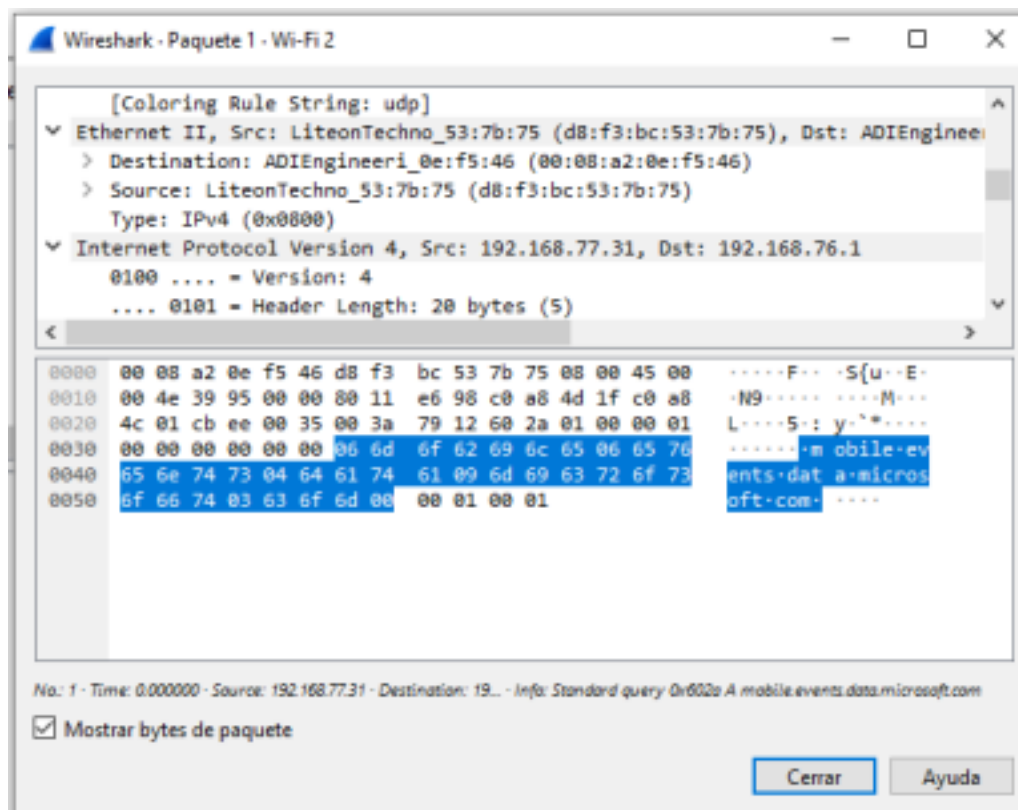 Wireshark · Paquete 1 · Wi-Fi 2
[Coloring Rule String: udp]
Ethernet II, Src: LiteonTechno_53:7b:75 (d8:f3:bc:53:7b:75), Dst: ADIEngineer
Destination: ADIEngineeri_0e:f5:46 (00:08:a2:0e:f5:46)
Source: LiteonTechno_53:7b:75 (d8:f3:bc:53:7b:75)
Type: IPv4 (0x0800)
Internet Protocol Version 4, Src: 192.168.77.31, Dst: 192.168.76.1
0100 .... = Version: 4
.... 0101 = Header Length: 20 bytes (5)
0000 00 08 a2 0e f5 46 d8 f3 bc 53 7b 75 08 00 45 00 ·····F·· ·S{u··E·
0010 00 4e 39 95 00 00 80 11 e6 98 c0 a8 4d 1f c0 a8 ·N9····· ····M···
0020 4c 01 cb ee 00 35 00 3a 79 12 60 2a 01 00 00 01 L····5·: y·`*····
0030 00 00 00 00 00 00 06 6d 6f 62 69 6c 65 06 65 76 ·······m obile·ev
0040 65 6e 74 73 04 64 61 74 61 09 6d 69 63 72 6f 73 ents·dat a·micros
0050 6f 66 74 03 63 6f 6d 00 00 01 00 01 oft·com· ····
No.: 1 · Time: 0.000000 · Source: 192.168.77.31 · Destination: 19... · Info: Standard query 0x602a A mobile.events.data.microsoft.com
Mostrar bytes de paquete
Cerrar
Ayuda